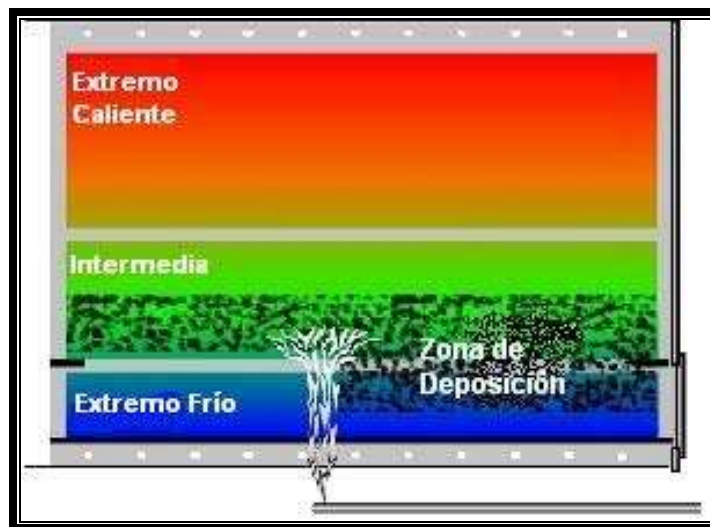 Extremo
Caliente
Intermedia
Zona de
Deposición
Extremo Frío